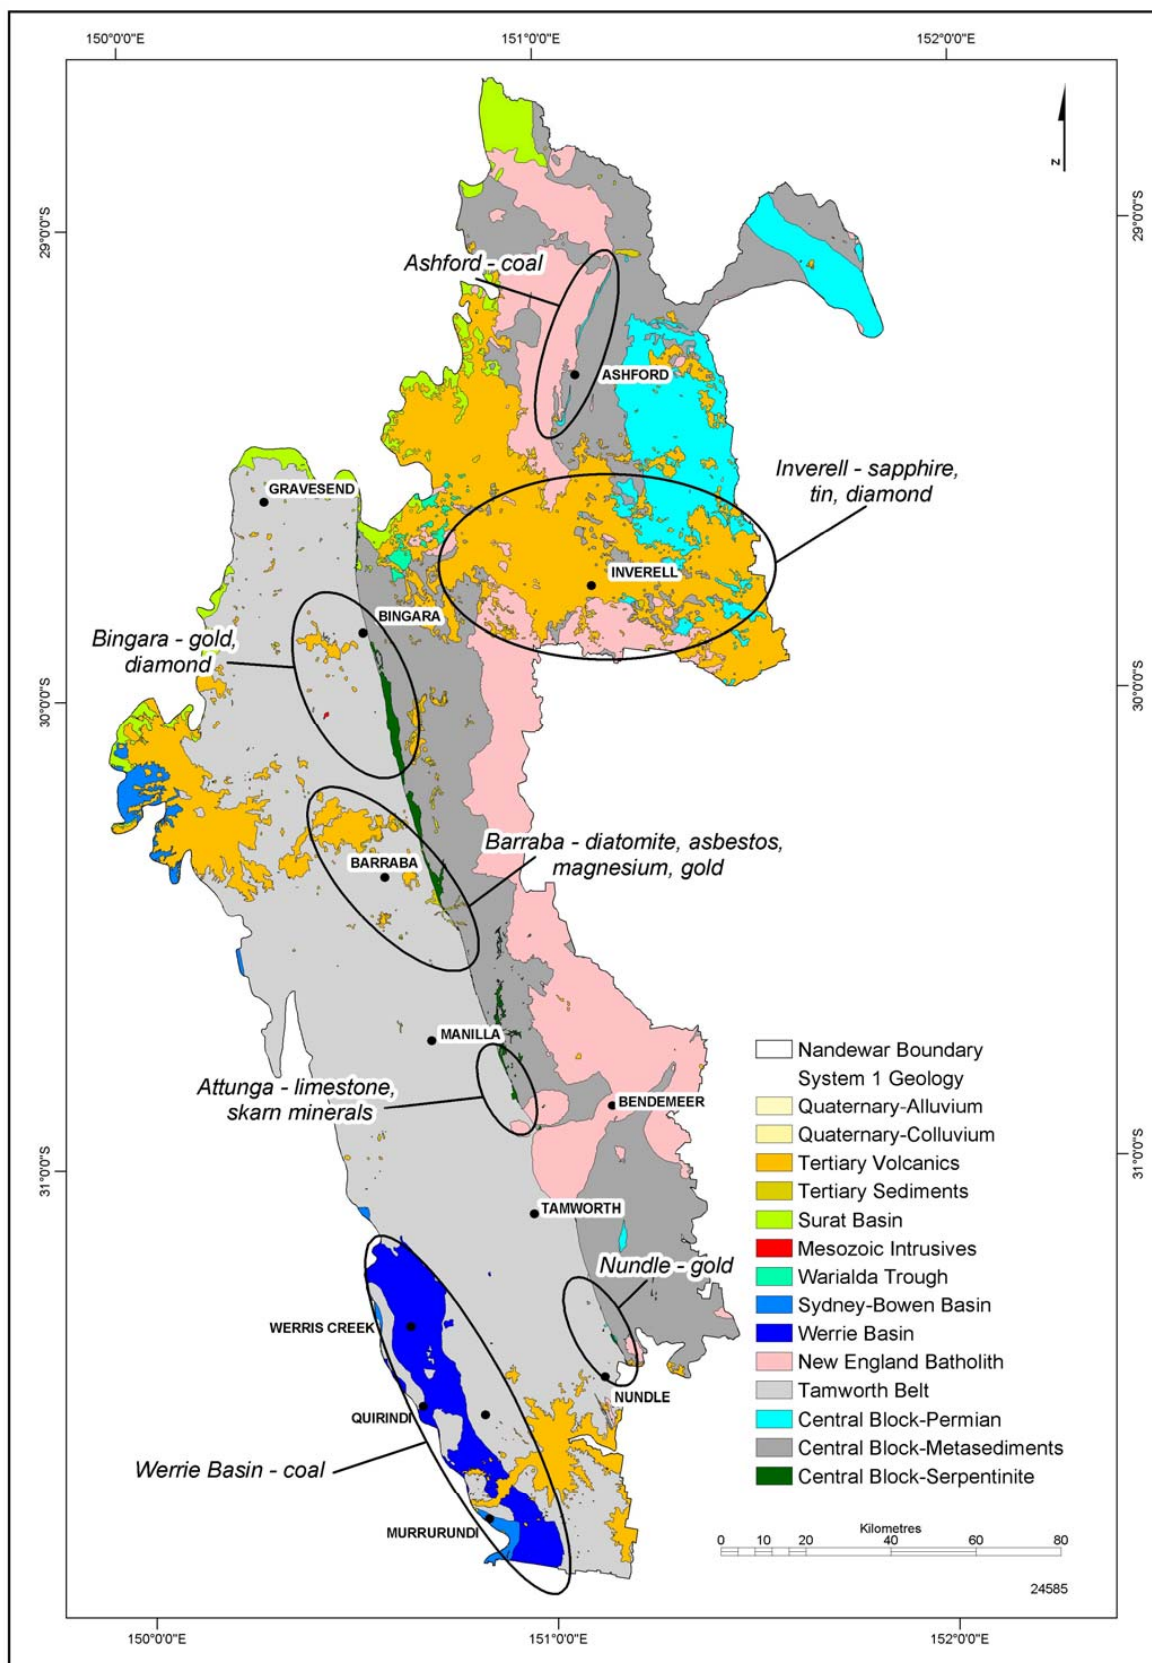 150°0'0"E
151°0'0"E
152°0'0"E
z
29°0'0"S
29°0'0"S
Ashford - coal
ASHFORD
Inverell - sapphire,
tin, diamond
GRAVESEND
INVERELL
BINGARA
Bingara - gold,
diamond
30°0'0"S
30°0'0"S
Barraba - diatomite, asbestos,
magnesium, gold
BARRABA
MANILLA
Attunga - limestone,
skarn minerals
BENDEMEER
31°0'0"S
31°0'0"S
TAMWORTH
Nundle - gold
WERRIS CREEK
NUNDLE
QUIRINDI
Werrie Basin - coal
MURRURUNDI
Nandewar Boundary
System 1 Geology
Quaternary-Alluvium
Quaternary-Colluvium
Tertiary Volcanics
Tertiary Sediments
Surat Basin
Mesozoic Intrusives
Warialda Trough
Sydney-Bowen Basin
Werrie Basin
New England Batholith
Tamworth Belt
Central Block-Permian
Central Block-Metasediments
Central Block-Serpentinite
Kilometres
0 10 20 40 60 80
24585
150°0'0"E
151°0'0"E
152°0'0"E